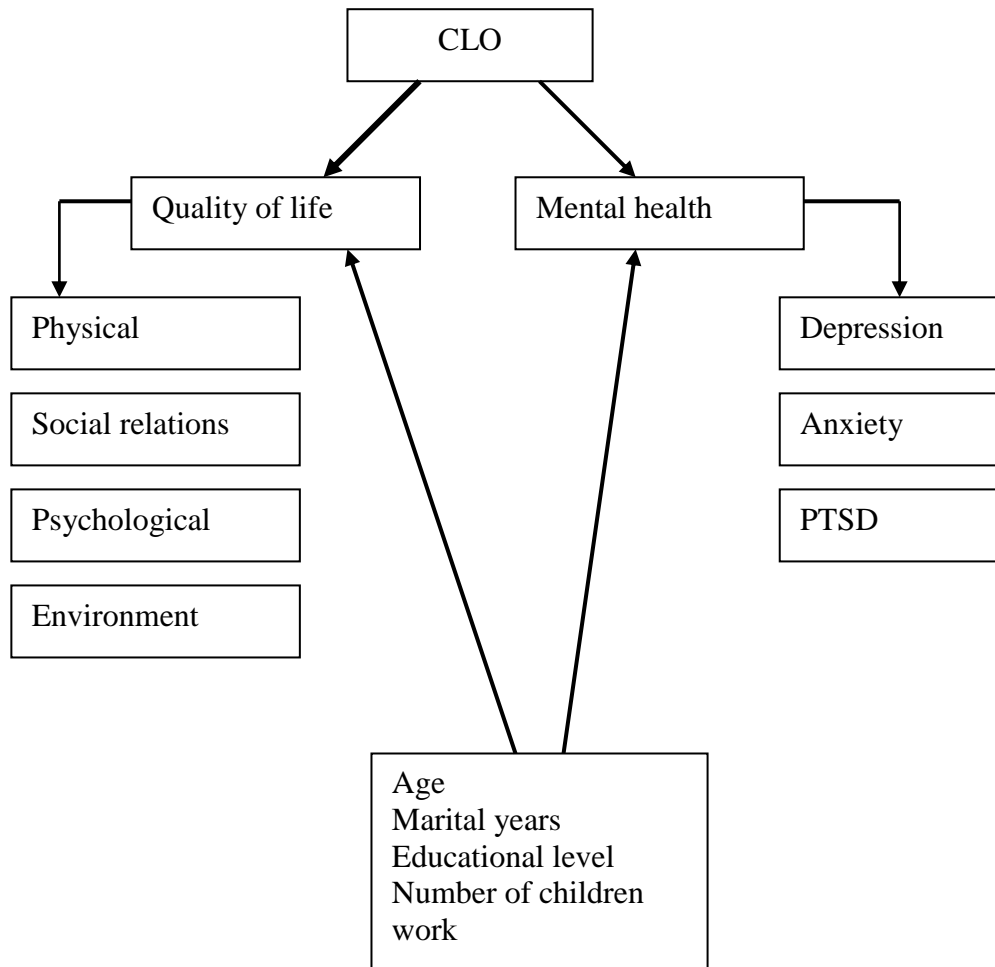 CLO
Quality of life
Mental health
Physical
Social relations
Psychological
Environment
Depression
Anxiety
PTSD
Age
Marital years
Educational level
Number of children
work